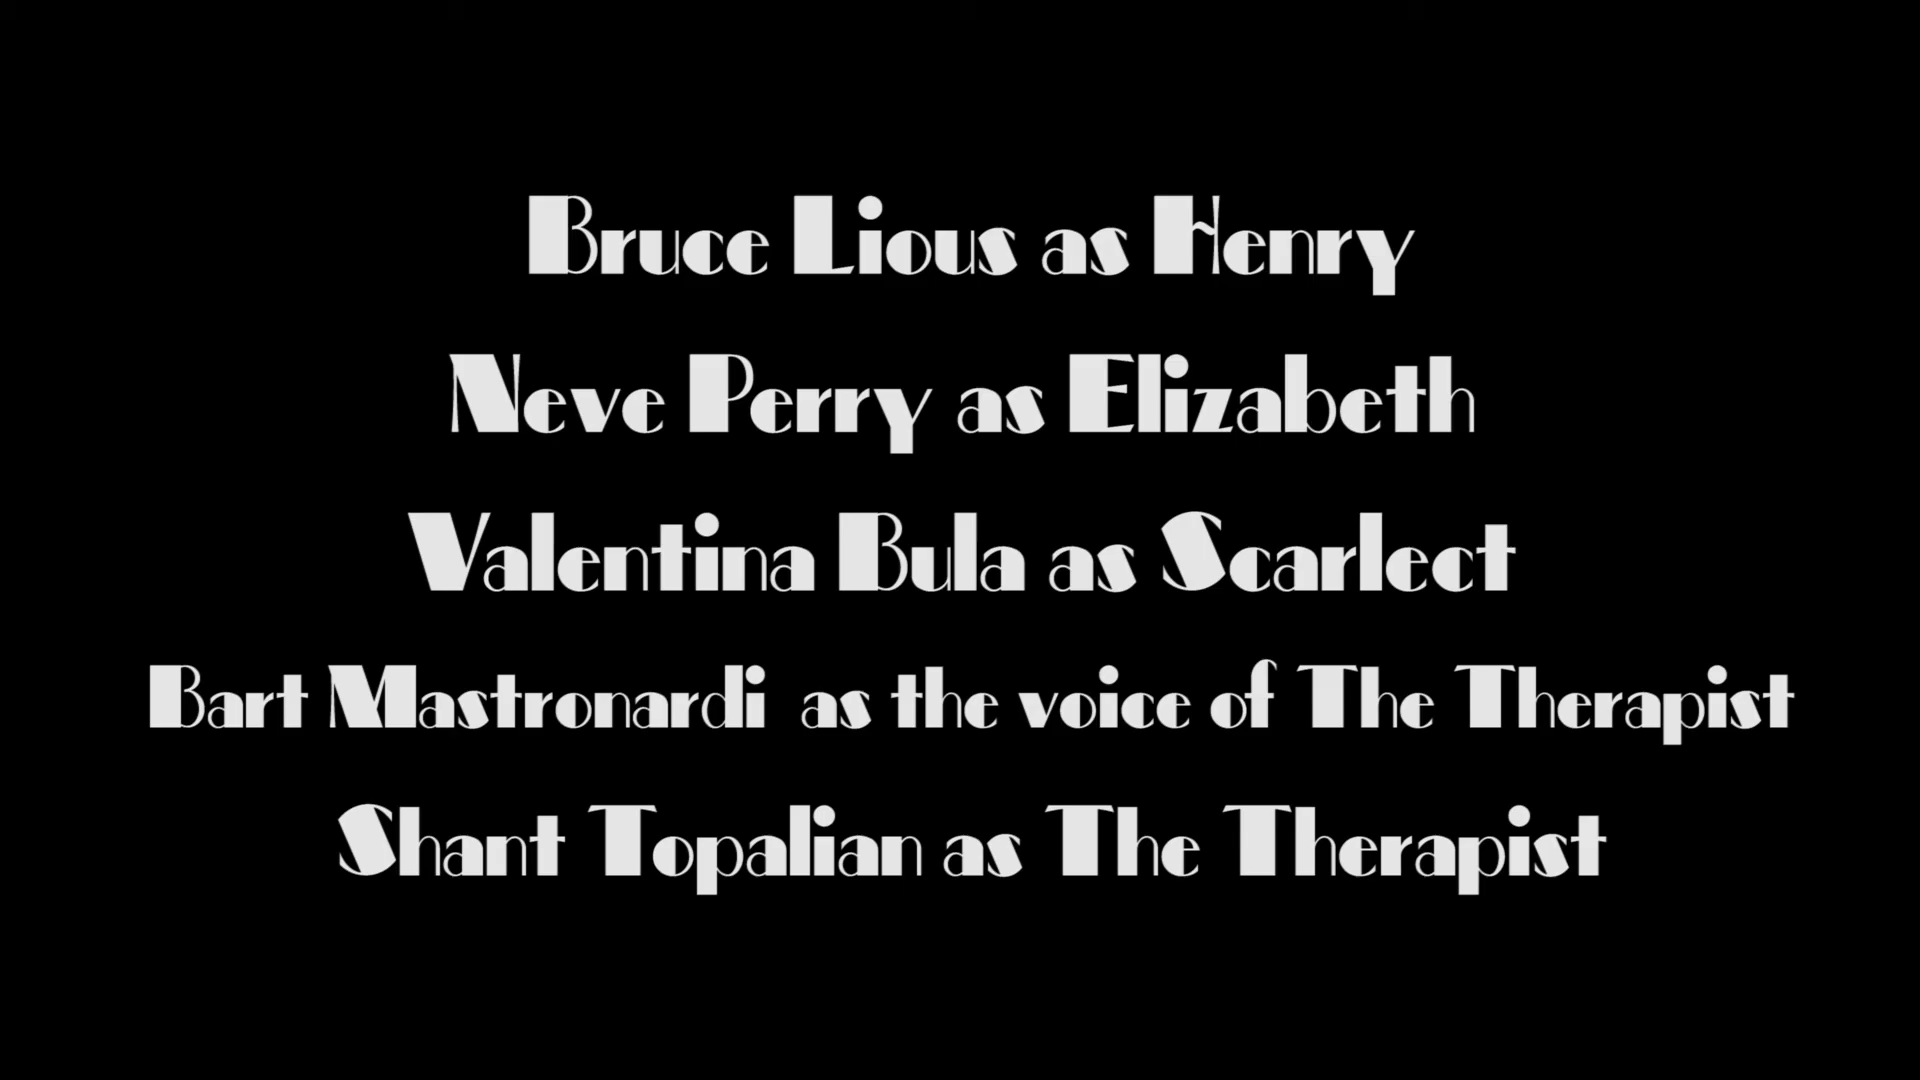 Bruce Lious as Henry
Neve Perry as Elizabeth
Valentina Bula as Scarlect
Bart Mastronardi as the voice of The Therapist
Shant Topalian as The Therapist